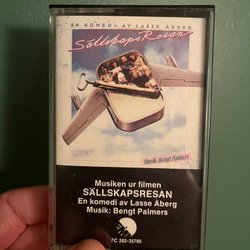 EN KOMEDI AV LASSE ÅBERG
SällskapsResan
Musik: Bengt Palmers
Musiken ur filmen
SÄLLSKAPSRESAN
En komedi av Lasse Åberg
Musik: Bengt Palmers
7C 262-35780